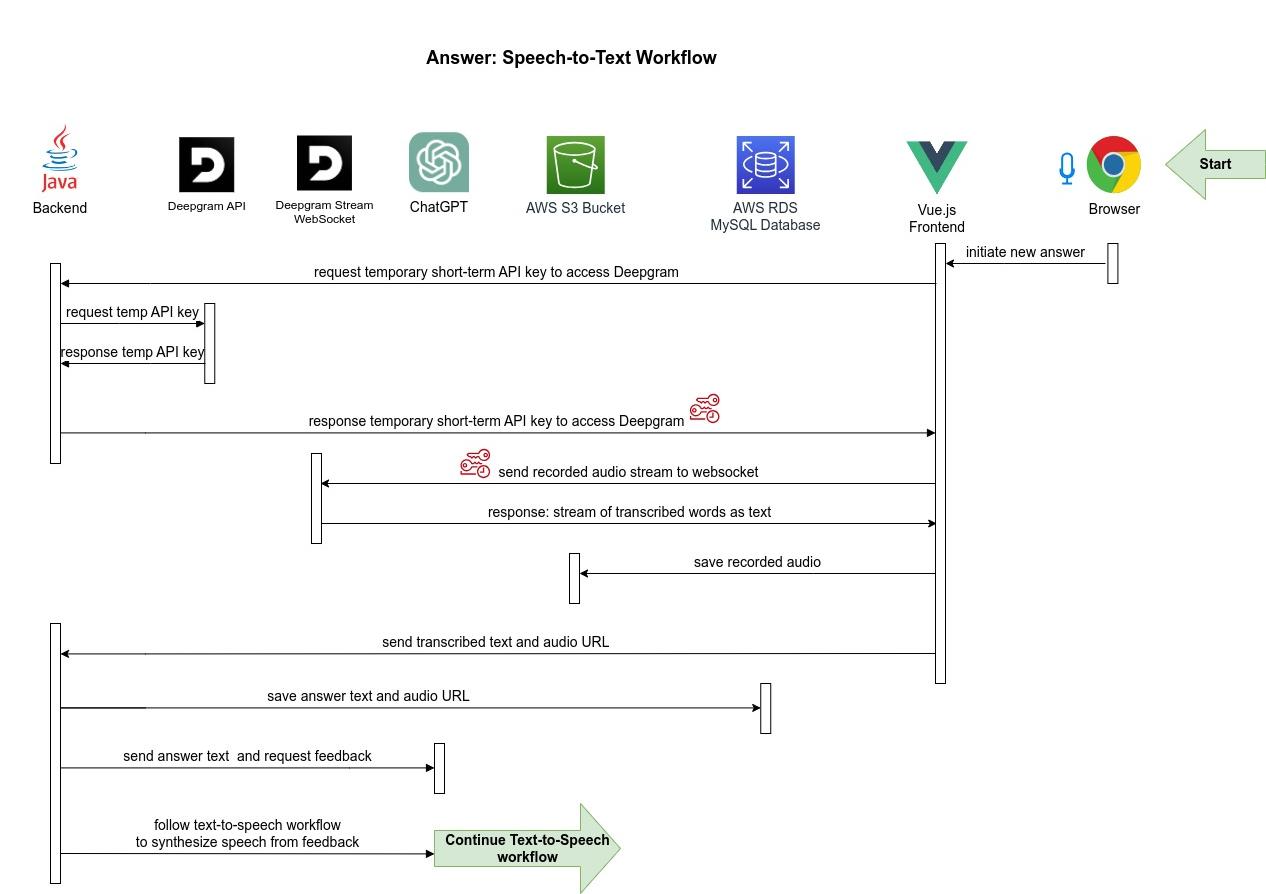 Answer: Speech-to-Text Workflow
Java
Backend
Deepgram API
Deepgram Stream
WebSocket
ChatGPT
AWS S3 Bucket
AWS RDS
MySQL Database
Vue.js
Frontend
Browser
Start
initiate new answer
request temporary short-term API key to access Deepgram
request temp API key
response temp API key
response temporary short-term API key to access Deepgram
send recorded audio stream to websocket
response: stream of transcribed words as text
save recorded audio
send transcribed text and audio URL
save answer text and audio URL
send answer text  and request feedback
follow text-to-speech workflow
to synthesize speech from feedback
Continue Text-to-Speech
workflow